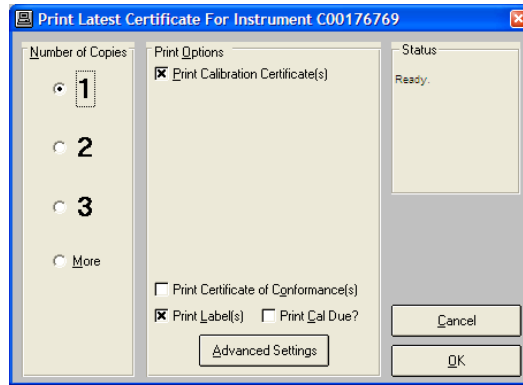 Print Latest Certificate For Instrument C00176769
Number of Copies
1
2
3
More
Print Options
Print Calibration Certificate(s)
Print Certificate of Conformance(s)
Print Label(s) Print Cal Due?
Advanced Settings
Status
Ready.
Cancel
OK